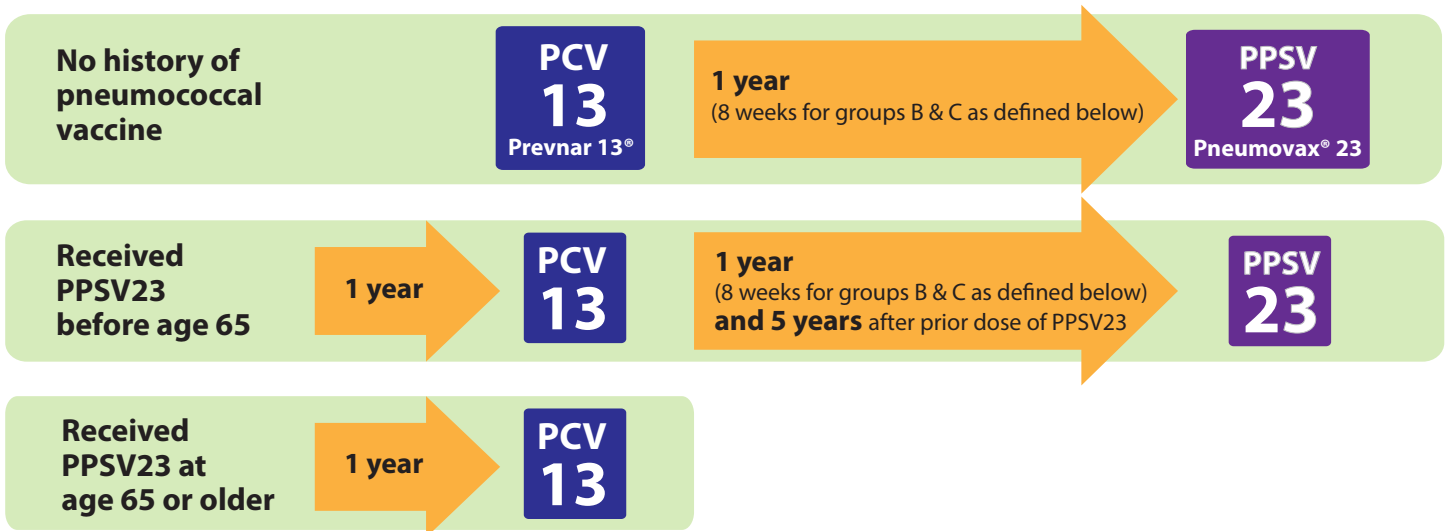 No history of
pneumococcal
vaccine
PCV
13
Prevnar 13®
1 year
(8 weeks for groups B & C as defined below)
PPSV
23
Pneumovax® 23
Received
PPSV23
before age 65
1 year
PCV
13
1 year
(8 weeks for groups B & C as defined below)
and 5 years after prior dose of PPSV23
PPSV
23
Received
PPSV23 at
age 65 or older
1 year
PCV
13